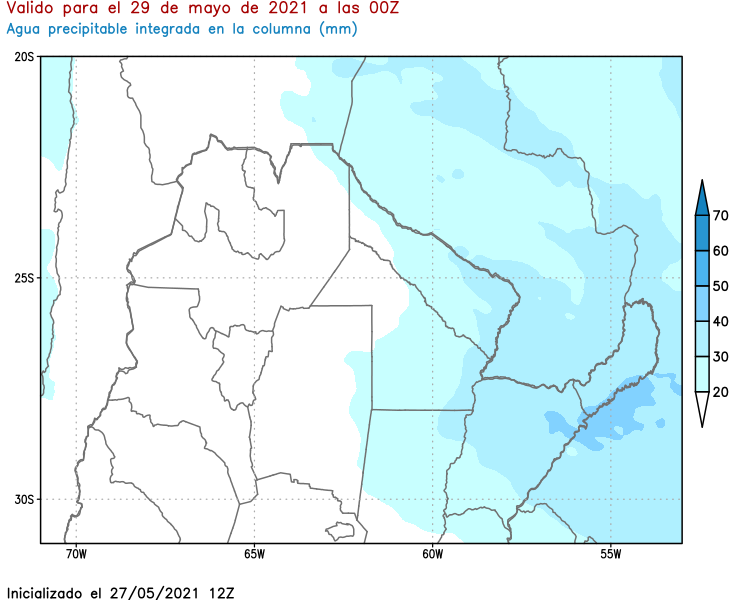 Valido para el 29 de mayo de 2021 a las 00Z
Agua precipitable integrada en la columna (mm)
20S
25S
30S
70W
65W
60W
55W
70
60
50
40
30
20
Inicializado el 27/05/2021 12Z